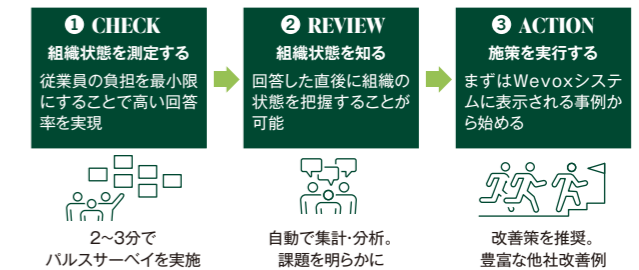 ❶ CHECK
組織状態を測定する
従業員の負担を最小限
にすることで高い回答
率を実現
2~3分で
パルスサーベイを実施
❷ REVIEW
組織状態を知る
回答した直後に組織の
状態を把握することが
可能
自動で集計・分析。
課題を明らかに
❸ ACTION
施策を実行する
まずはWevoxシステ
ムに表示される事例か
ら始める
改善策を推奨。
豊富な他社改善例